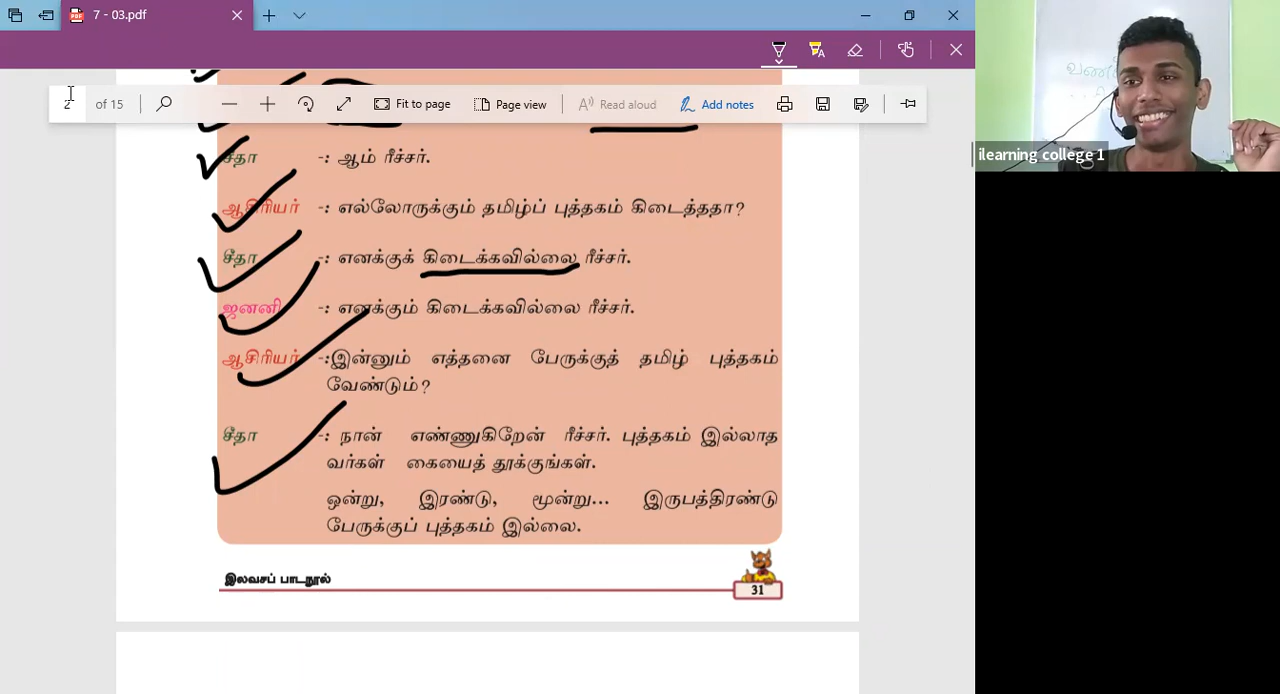 7 - 03.pdf
2 of 15 Fit to page Page view Read aloud Add notes
வண
ilearning college 1
சீதா -: ஆம் ரீச்சர்.
ஆசிரியர் -: எல்லோருக்கும் தமிழ்ப் புத்தகம் கிடைத்ததா?
சீதா -: எனக்குக் கிடைக்கவில்லை ரீச்சர்.
ஜனனி -: எனக்கும் கிடைக்கவில்லை ரீச்சர்.
ஆசிரியர் -:இன்னும் எத்தனை பேருக்குத் தமிழ் புத்தகம்
வேண்டும்?
சீதா -: நான் எண்ணுகிறேன் ரீச்சர். புத்தகம் இல்லாத
வர்கள் கையைத் தூக்குங்கள்.
ஒன்று, இரண்டு, மூன்று... இருபத்திரண்டு
பேருக்குப் புத்தகம் இல்லை.
இலவசப் பாடநூல்
31